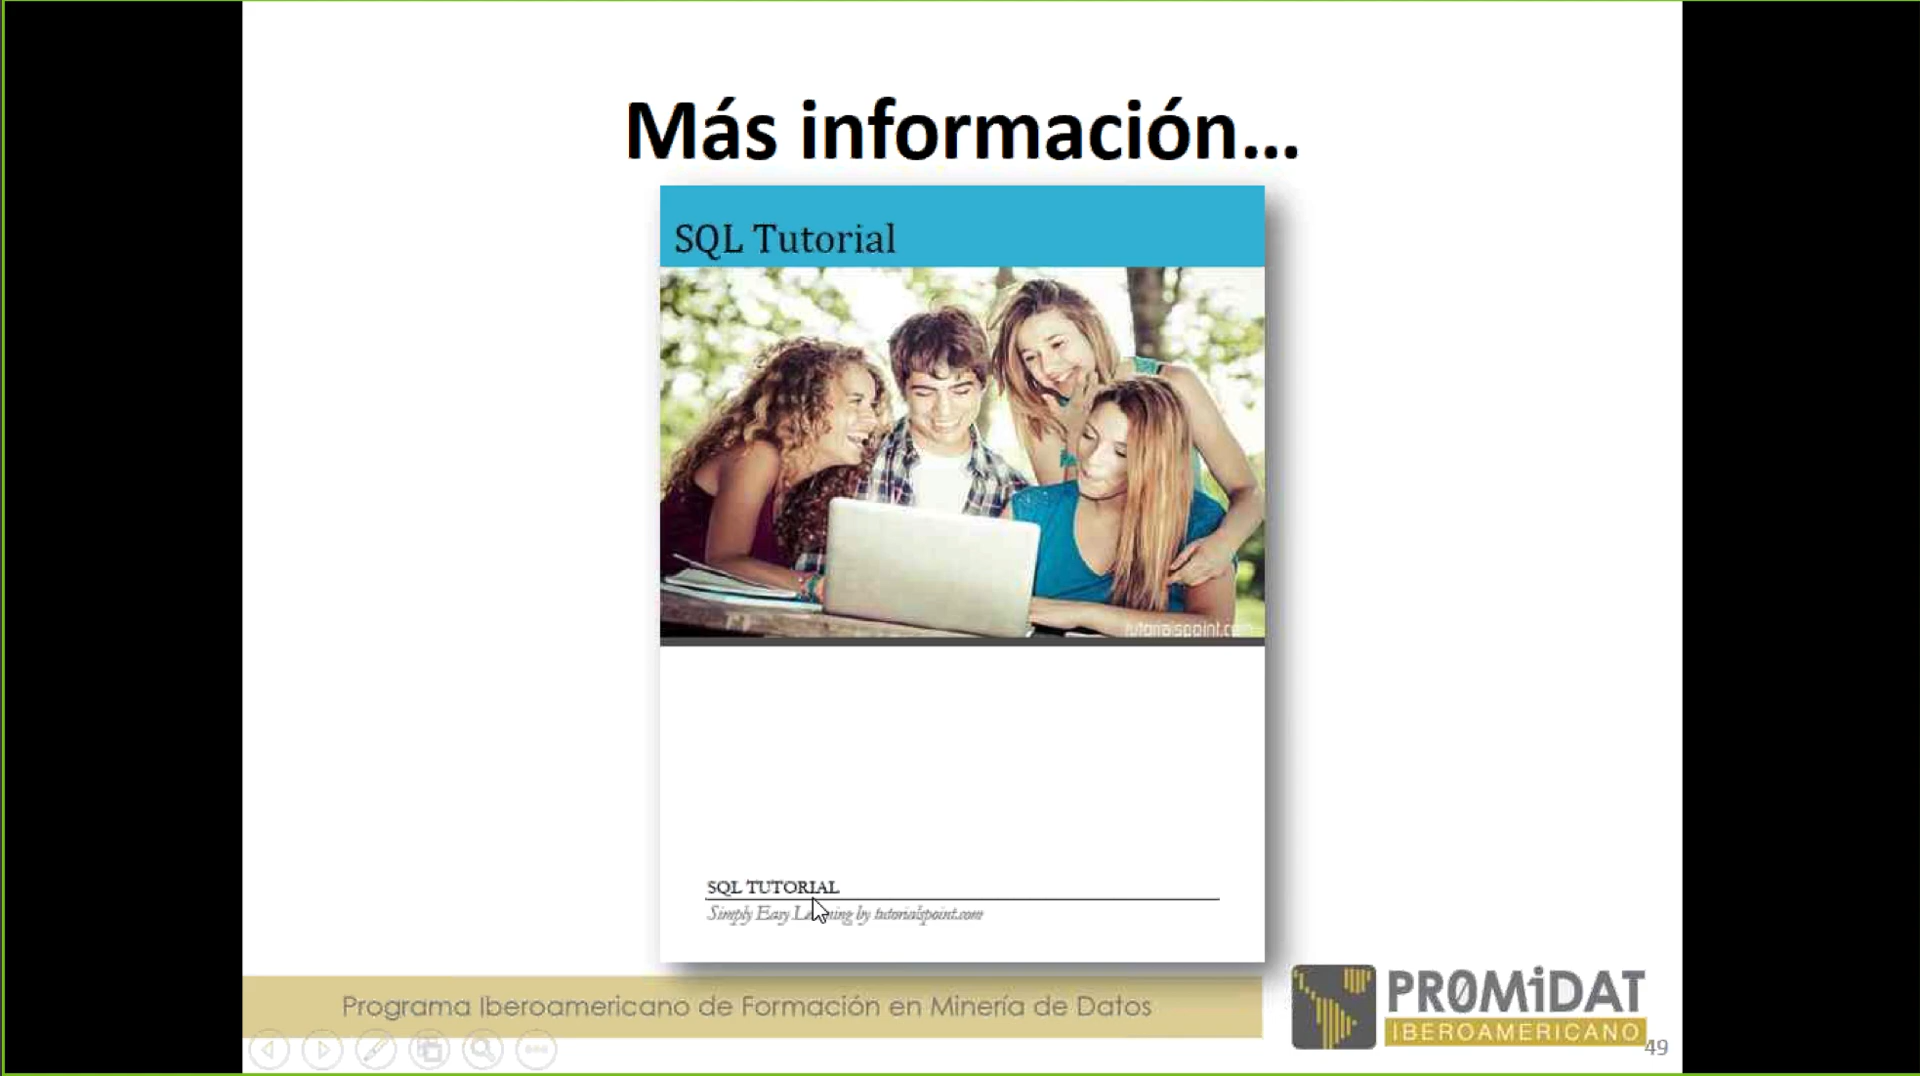 Más información...
SQL Tutorial
tutorialspoint.com
SQL TUTORIAL
Simply Easy Learning by tutorialspoint.com
Programa Iberoamericano de Formación en Minería de Datos
PR0MiDAT
IBEROAMERICANO
49